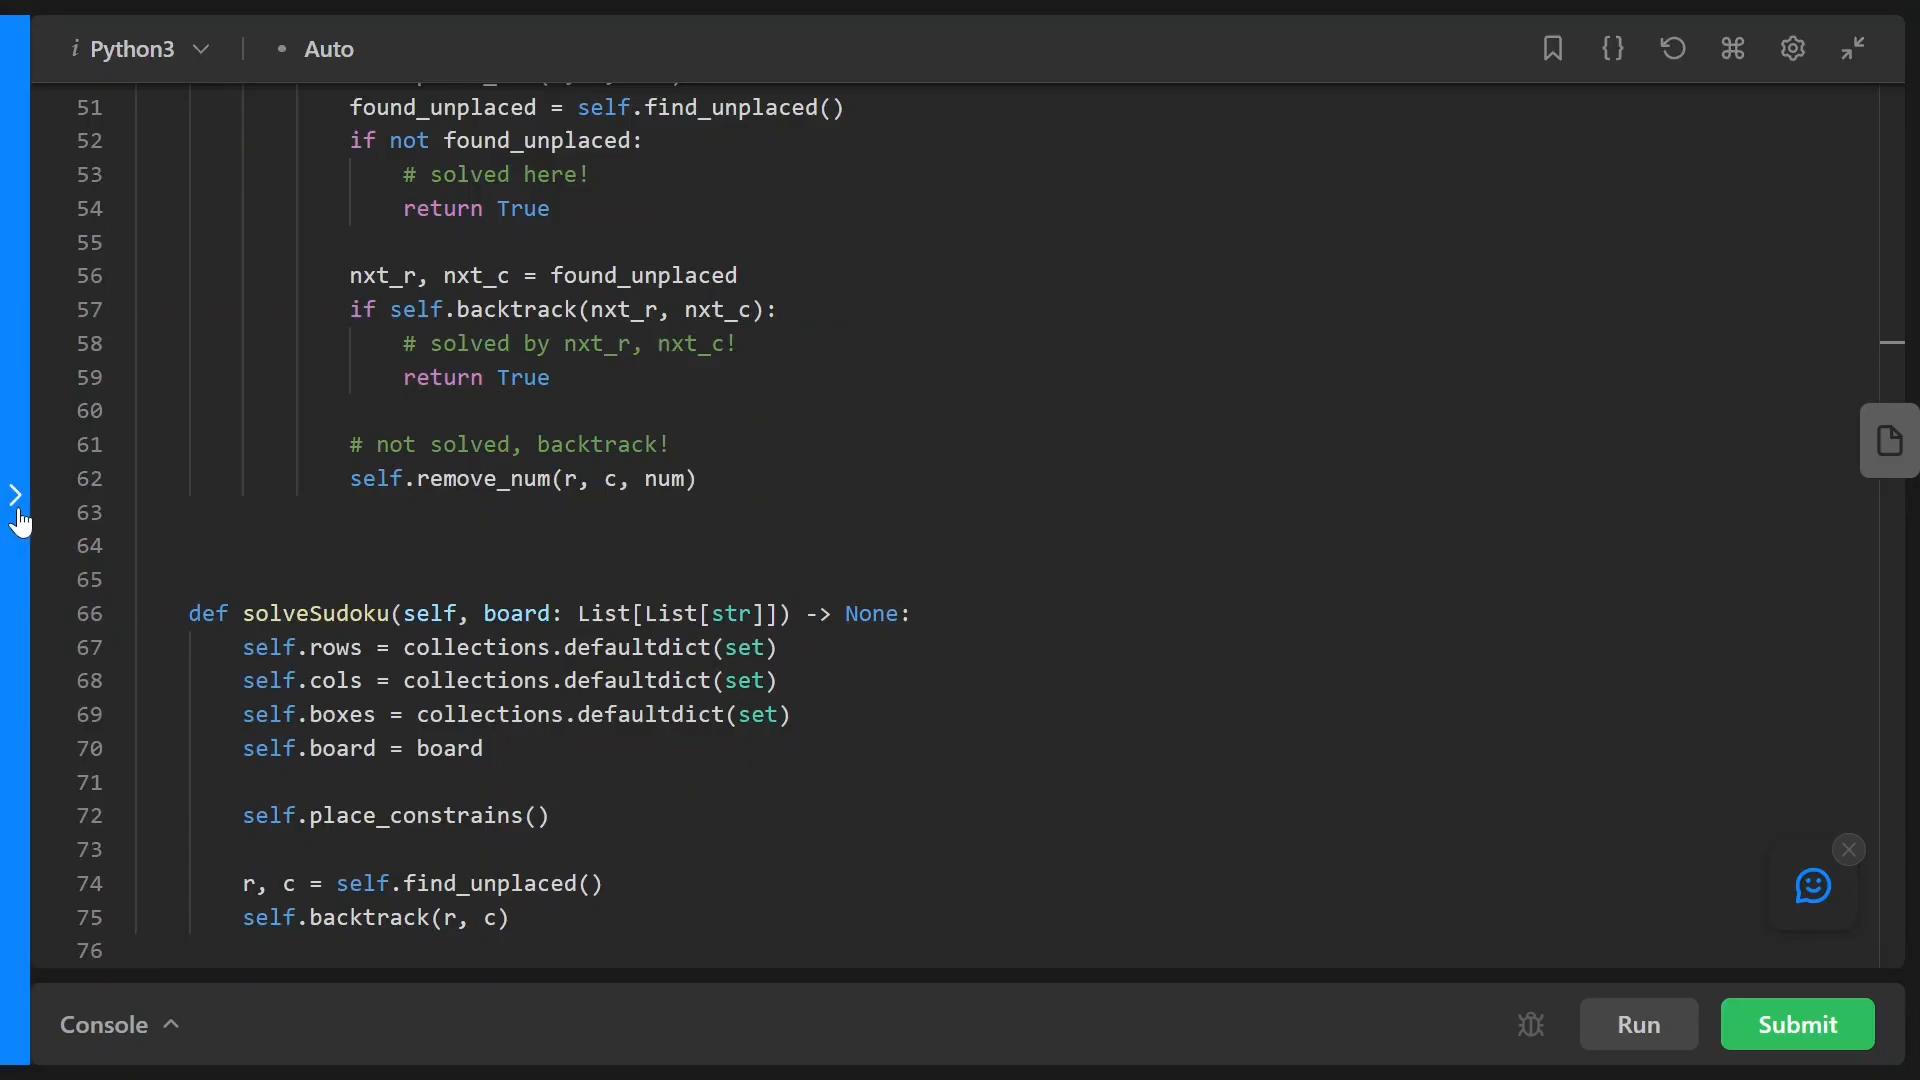 i Python3 • Auto
51 found_unplaced = self.find_unplaced()
52 if not found_unplaced:
53 # solved here!
54 return True
55
56 nxt_r, nxt_c = found_unplaced
57 if self.backtrack(nxt_r, nxt_c):
58 # solved by nxt_r, nxt_c!
59 return True
60
61 # not solved, backtrack!
62 self.remove_num(r, c, num)
63
64
65
66 def solveSudoku(self, board: List[List[str]]) -> None:
67 self.rows = collections.defaultdict(set)
68 self.cols = collections.defaultdict(set)
69 self.boxes = collections.defaultdict(set)
70 self.board = board
71
72 self.place_constrains()
73
74 r, c = self.find_unplaced()
75 self.backtrack(r, c)
76
Console Run Submit